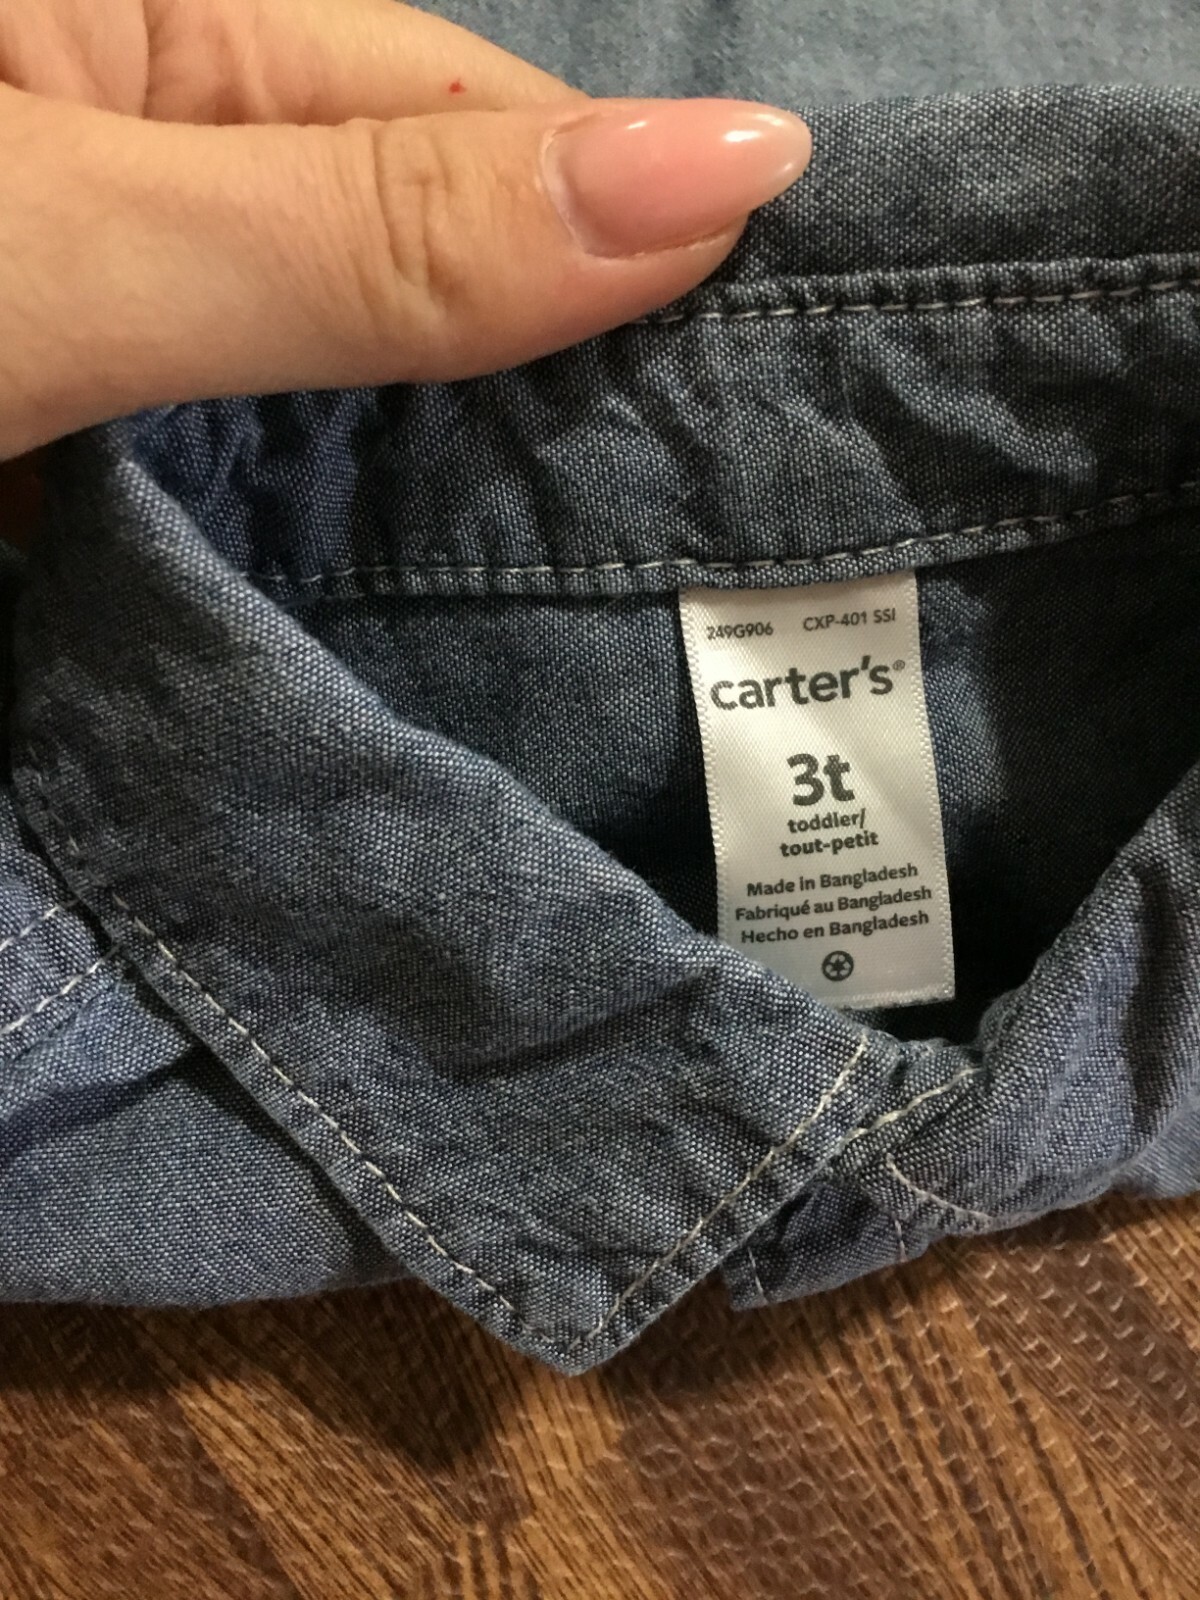 249G906 CXP-401 SSI
carter's®
3t
toddler/
tout-petit
Made in Bangladesh
Fabriqué au Bangladesh
Hecho en Bangladesh